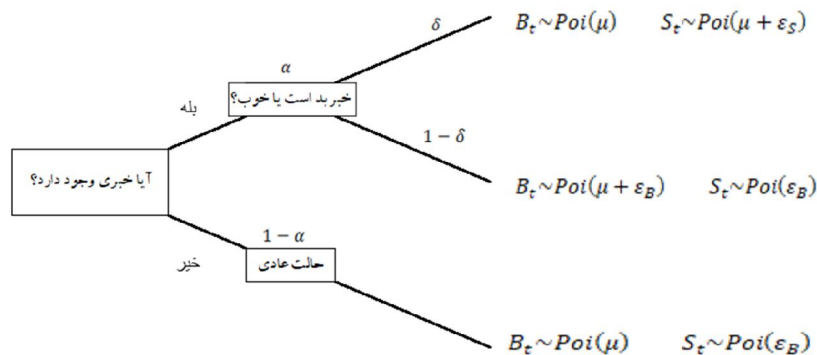 δ
B_t~Poi(μ) S_t~Poi(μ + ε_S)
α
خبر بد است یا خوب؟
بله
1 − δ
آیا خبری وجود دارد؟
B_t~Poi(μ + ε_B) S_t~Poi(ε_B)
1 − α
خیر
حالت عادی
B_t~Poi(μ) S_t~Poi(ε_B)